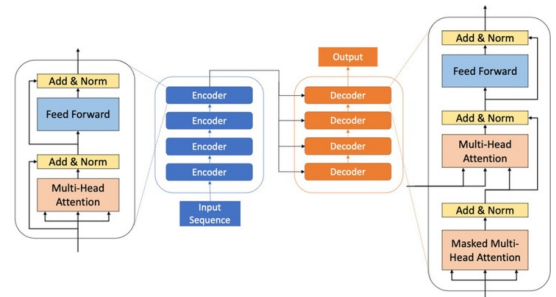 Add & Norm
Feed Forward
Add & Norm
Multi-Head
Attention
Encoder
Encoder
Encoder
Encoder
Input
Sequence
Output
Decoder
Decoder
Decoder
Decoder
Add & Norm
Feed Forward
Add & Norm
Multi-Head
Attention
Add & Norm
Masked Multi-
Head Attention